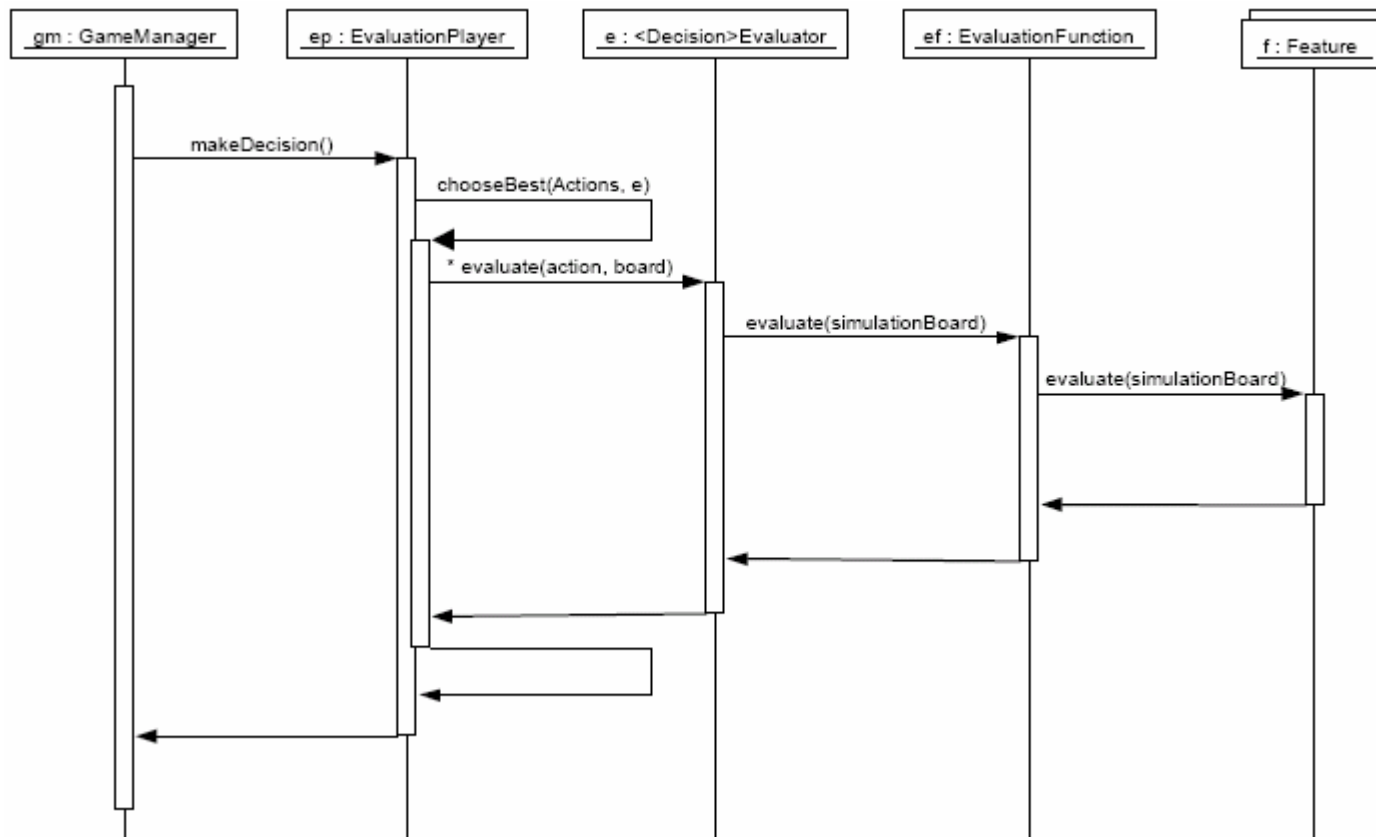 gm : GameManager
ep : EvaluationPlayer
e : <Decision>Evaluator
ef : EvaluationFunction
f : Feature
makeDecision()
chooseBest(Actions, e)
* evaluate(action, board)
evaluate(simulationBoard)
evaluate(simulationBoard)